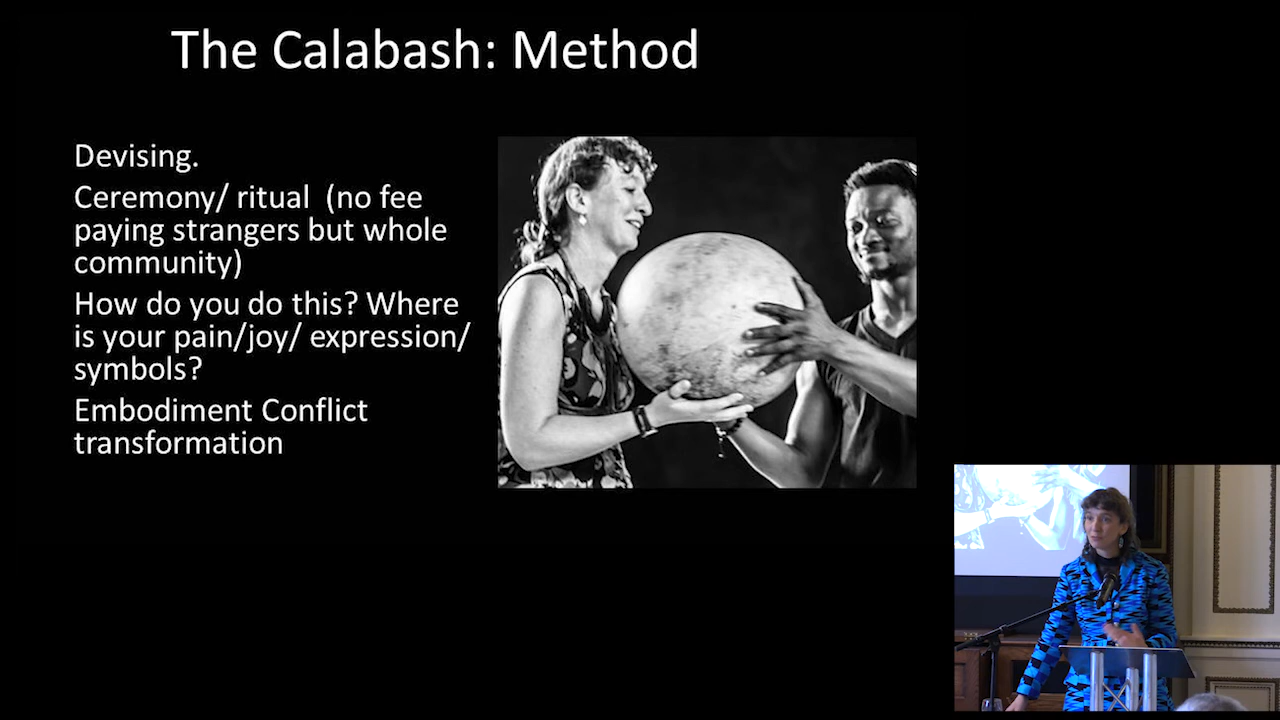 The Calabash: Method
Devising.
Ceremony/ ritual  (no fee
paying strangers but whole
community)
How do you do this? Where
is your pain/joy/ expression/
symbols?
Embodiment Conflict
transformation